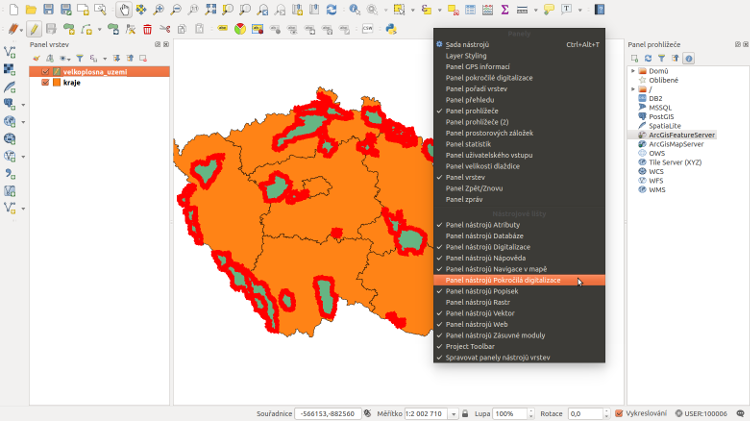 CSW
Panel vrstev
velkoplosna_uzemi
kraje
Panely
Sada nástrojů Ctrl+Alt+T
Layer Styling
Panel GPS informací
Panel pokročilé digitalizace
Panel pořadí vrstev
Panel přehledu
Panel prohlížeče
Panel prohlížeče (2)
Panel prostorových záložek
Panel statistik
Panel uživatelského vstupu
Panel velikosti dlaždice
Panel vrstev
Panel Zpět/Znovu
Panel zpráv
Nástrojové lišty
Panel nástrojů Atributy
Panel nástrojů Databáze
Panel nástrojů Digitalizace
Panel nástrojů Nápověda
Panel nástrojů Navigace v mapě
Panel nástrojů Pokročilá digitalizace
Panel nástrojů Popisek
Panel nástrojů Rastr
Panel nástrojů Vektor
Panel nástrojů Web
Panel nástrojů Zásuvné moduly
Project Toolbar
Spravovat panely nástrojů vrstev
Panel prohlížeče
Domů
Oblíbené
/
DB2
MSSQL
PostGIS
SpatiaLite
ArcGisFeatureServer
ArcGisMapServer
OWS
Tile Server (XYZ)
WCS
WFS
WMS
Souřadnice -566153,-882560 Měřítko 1:2 002 710 Lupa 100% Rotace 0,0 Vykreslování USER:100006